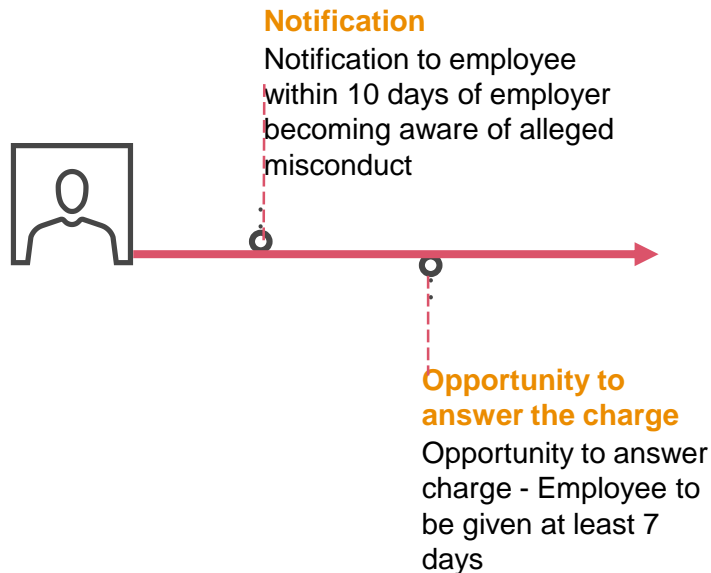 Notification
Notification to employee
within 10 days of employer
becoming aware of alleged
misconduct
Opportunity to
answer the charge
Opportunity to answer
charge - Employee to
be given at least 7
days